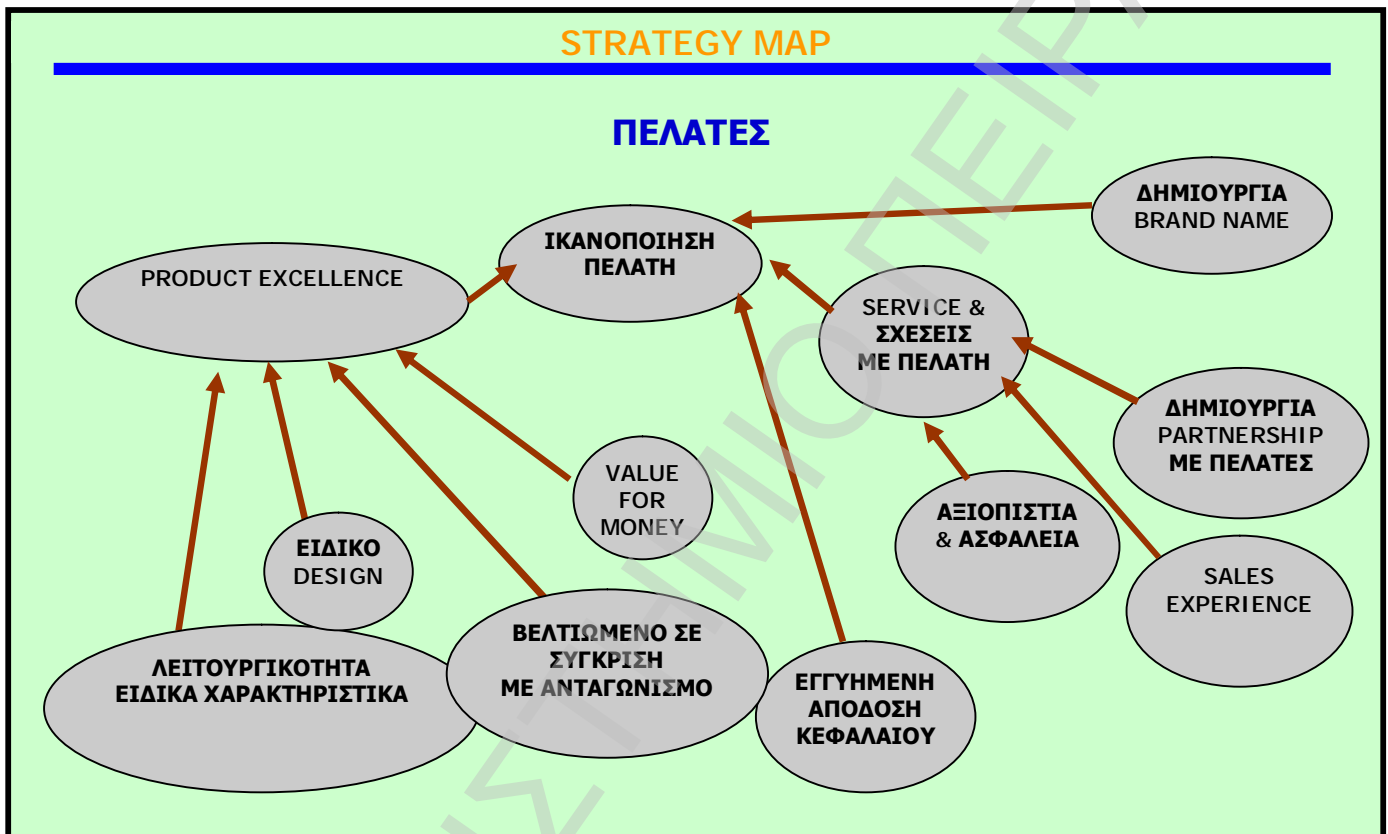 STRATEGY MAP
ΠΕΛΑΤΕΣ
ΔΗΜΙΟΥΡΓΙΑ
BRAND NAME
ΙΚΑΝΟΠΟΙΗΣΗ
ΠΕΛΑΤΗ
PRODUCT EXCELLENCE
SERVICE &
ΣΧΕΣΕΙΣ
ΜΕ ΠΕΛΑΤΗ
ΔΗΜΙΟΥΡΓΙΑ
PARTNERSHIP
ΜΕ ΠΕΛΑΤΕΣ
VALUE
FOR
MONEY
ΑΞΙΟΠΙΣΤΙΑ
& ΑΣΦΑΛΕΙΑ
ΕΙΔΙΚΟ
DESIGN
SALES
EXPERIENCE
ΛΕΙΤΟΥΡΓΙΚΟΤΗΤΑ
ΕΙΔΙΚΑ ΧΑΡΑΚΤΗΡΙΣΤΙΚΑ
ΒΕΛΤΙΩΜΕΝΟ ΣΕ
ΣΥΓΚΡΙΣΗ
ΜΕ ΑΝΤΑΓΩΝΙΣΜΟ
ΕΓΓΥΗΜΕΝΗ
ΑΠΟΔΟΣΗ
ΚΕΦΑΛΑΙΟΥ